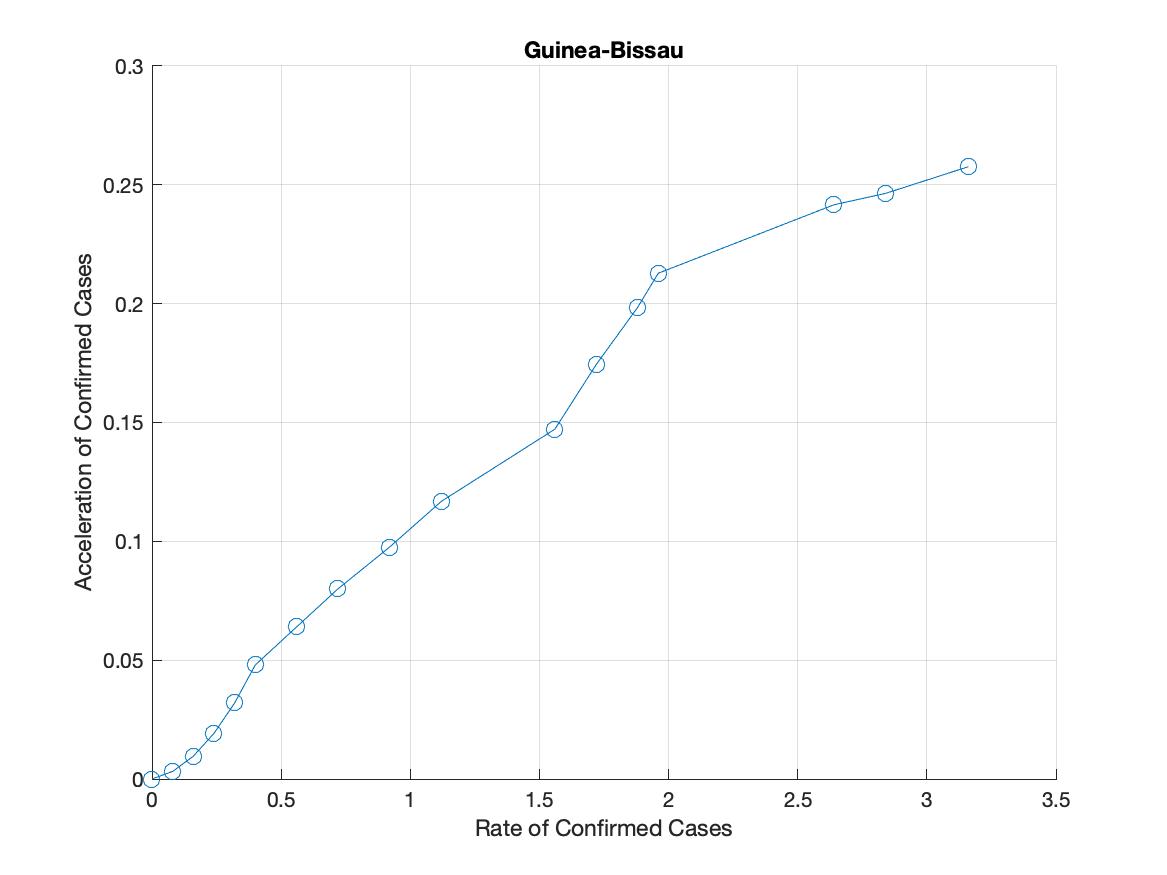 Guinea-Bissau
0.3
0.25
0.2
0.15
0.1
0.05
0
Acceleration of Confirmed Cases
0 0.5 1 1.5 2 2.5 3 3.5
Rate of Confirmed Cases